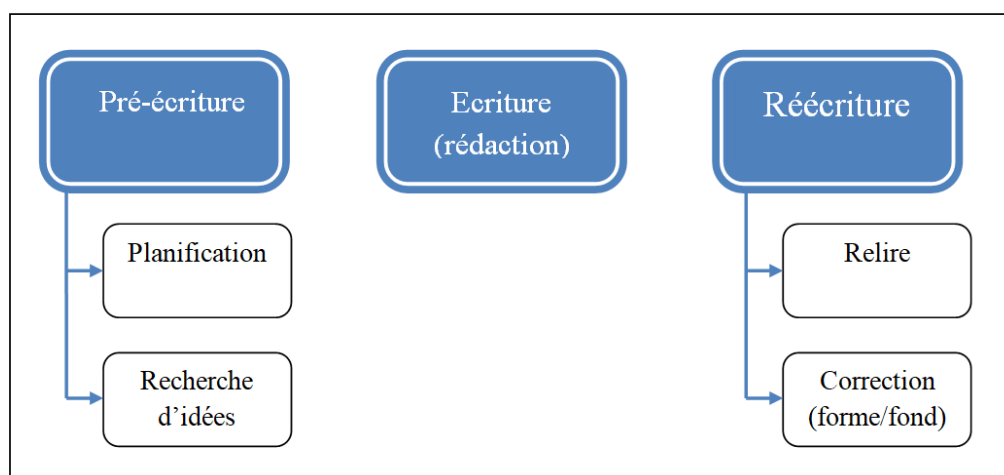 Pré-écriture
Ecriture
(rédaction)
Réécriture
Planification
Relire
Recherche
d’idées
Correction
(forme/fond)